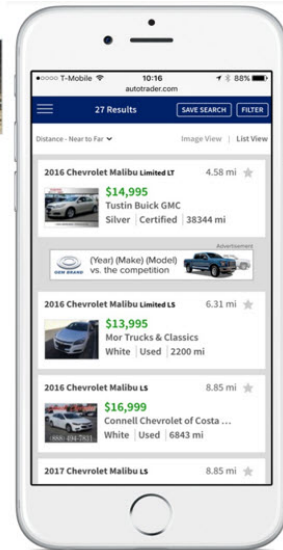 T-Mobile 10:16 88%
autotrader.com
27 Results SAVE SEARCH FILTER
Distance - Near to Far Image View | List View
2016 Chevrolet Malibu Limited LT 4.58 mi
$14,995
Tustin Buick GMC
Silver | Certified | 38344 mi
Advertisement
GEM BRAND
(Year) (Make) (Model)
vs. the competition
2016 Chevrolet Malibu Limited LS 6.31 mi
$13,995
Mor Trucks & Classics
White | Used | 2200 mi
2016 Chevrolet Malibu LS 8.85 mi
$16,999
Connell Chevrolet of Costa ...
White | Used | 6843 mi
2017 Chevrolet Malibu LS 8.85 mi